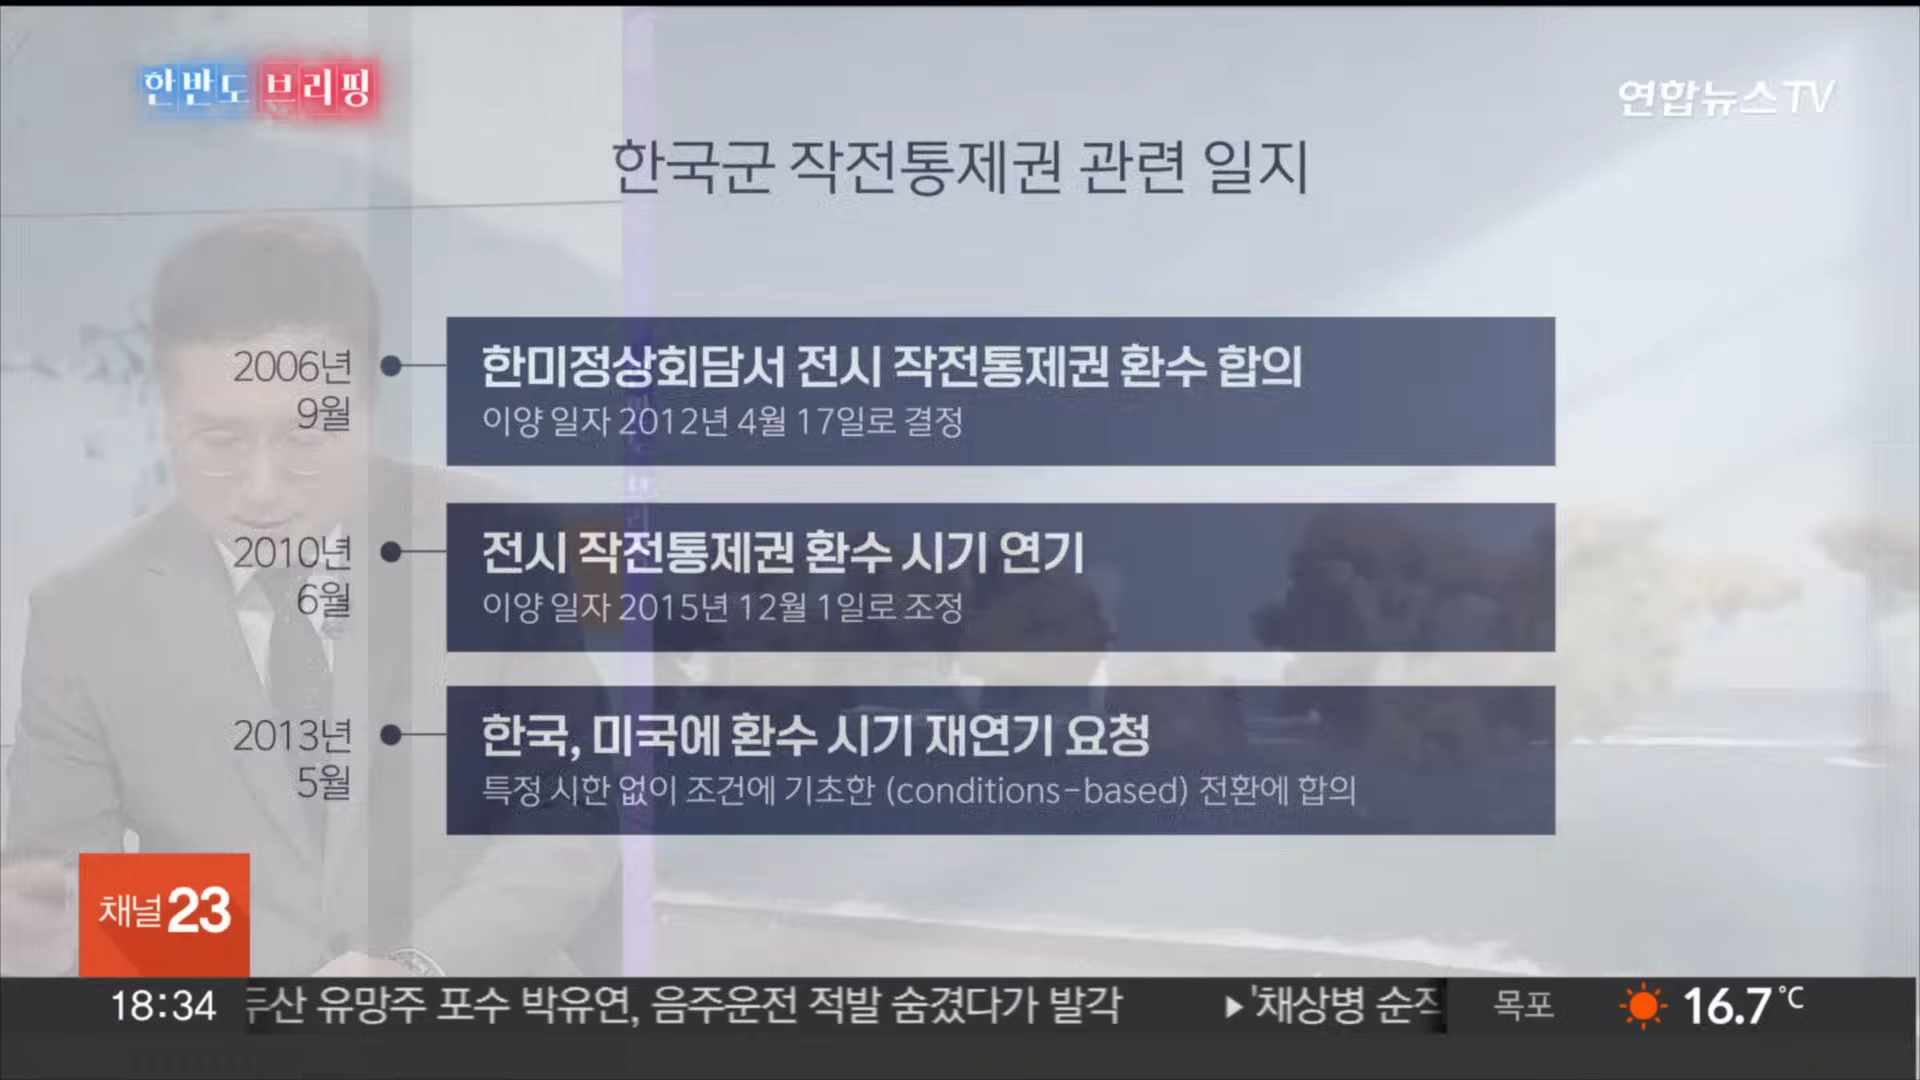 한반도 브리핑
연합뉴스TV
한국군 작전통제권 관련 일지
2006년
9월
한미정상회담서 전시 작전통제권 환수 합의
이양 일자 2012년 4월 17일로 결정
2010년
6월
전시 작전통제권 환수 시기 연기
이양 일자 2015년 12월 1일로 조정
2013년
5월
한국, 미국에 환수 시기 재연기 요청
특정 시한 없이 조건에 기초한 (conditions-based) 전환에 합의
채널 23
18:34 두산 유망주 포수 박유연, 음주운전 적발 숨겼다가 발각 ▶'채상병 순직 목포 16.7℃